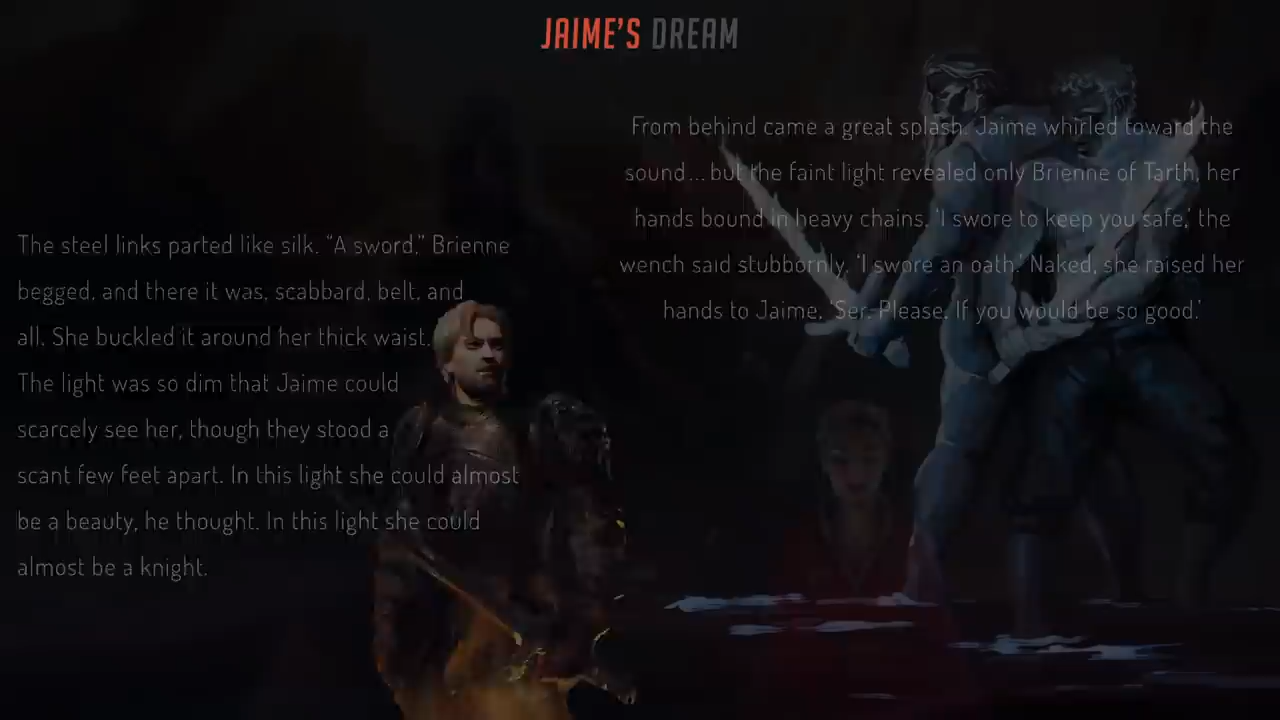 JAIME'S DREAM
From behind came a great splash. Jaime whirled toward the
sound... but the faint light revealed only Brienne of Tarth, her
hands bound in heavy chains. 'I swore to keep you safe,' the
wench said stubbornly. 'I swore an oath.' Naked, she raised her
hands to Jaime. 'Ser. Please. If you would be so good.'
The steel links parted like silk. "A sword," Brienne
begged, and there it was, scabbard, belt, and
all. She buckled it around her thick waist.
The light was so dim that Jaime could
scarcely see her, though they stood a
scant few feet apart. In this light she could almost
be a beauty, he thought. In this light she could
almost be a knight.